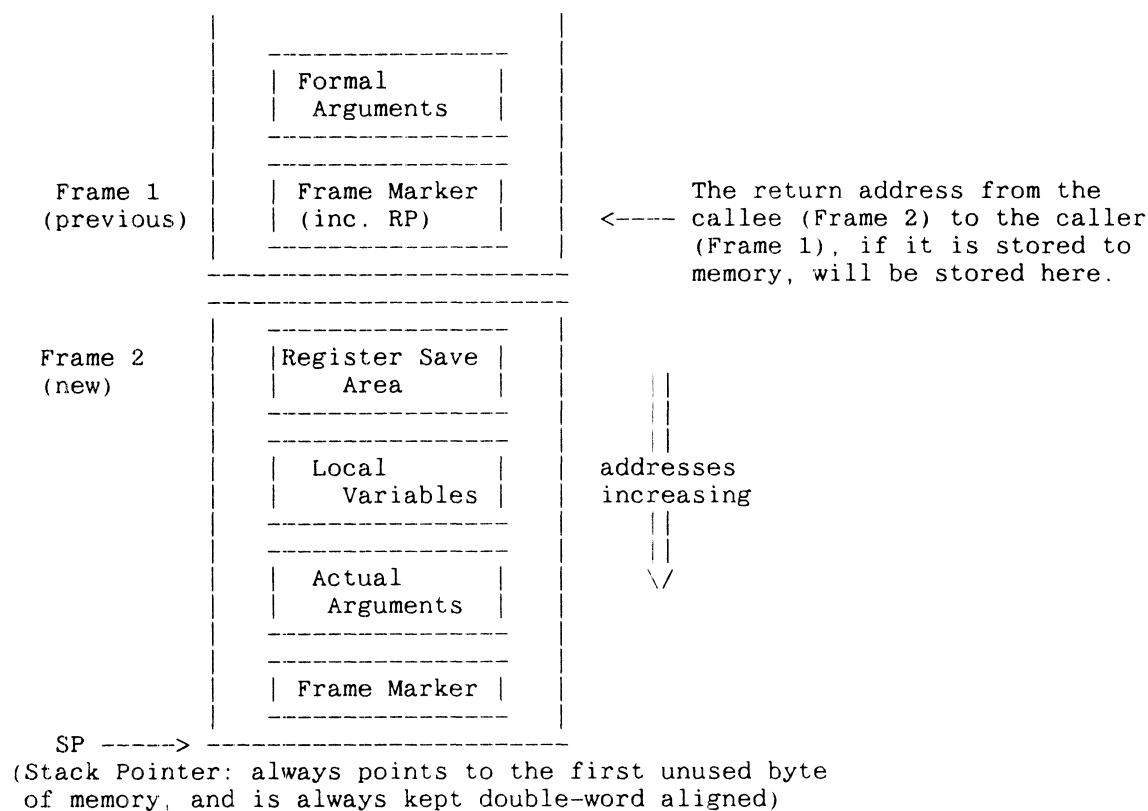 Formal
Arguments
Frame 1
(previous)
Frame Marker
(inc. RP)
<---- The return address from the
callee (Frame 2) to the caller
(Frame 1), if it is stored to
memory, will be stored here.
Frame 2
(new)
Register Save
Area
Local
Variables
addresses
increasing
Actual
Arguments
Frame Marker
SP ----->
(Stack Pointer: always points to the first unused byte
of memory, and is always kept double-word aligned)